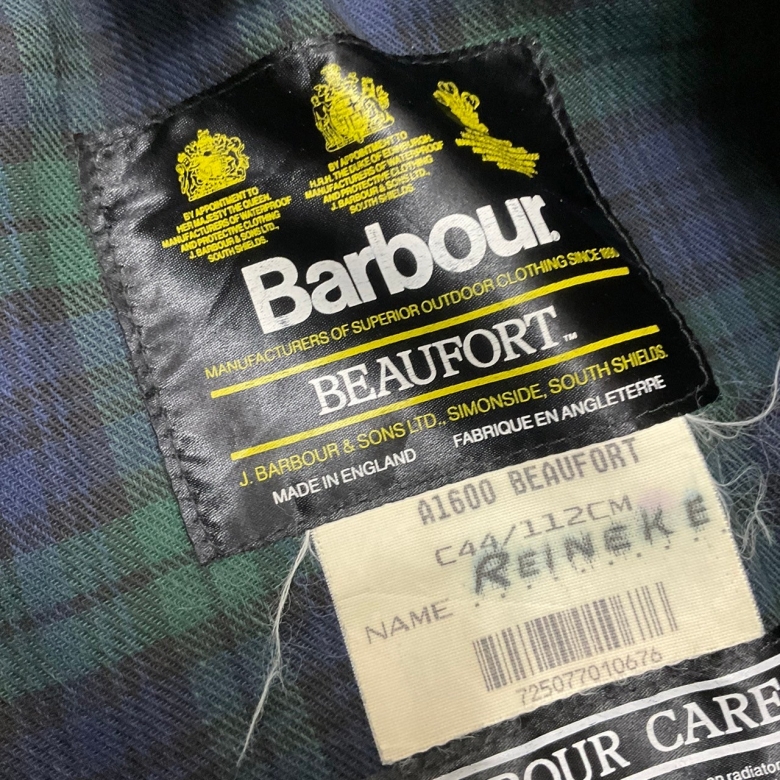 BY APPOINTMENT TO
HER MAJESTY THE QUEEN.
MANUFACTURERS OF WATERPROOF
AND PROTECTIVE CLOTHING
J. BARBOUR & SONS LTD.,
SOUTH SHIELDS.
BY APPOINTMENT TO
H.R.H. THE DUKE OF EDINBURGH.
MANUFACTURERS OF WATERPROOF
AND PROTECTIVE CLOTHING
J. BARBOUR & SONS LTD.,
SOUTH SHIELDS.
Barbour®
MANUFACTURERS OF SUPERIOR OUTDOOR CLOTHING SINCE
BEAUFORT™
J. BARBOUR & SONS LTD., SIMONSIDE, SOUTH SHIELDS.
MADE IN ENGLAND FABRIQUE EN ANGLETERRE
A1600 BEAUFORT
C44/112CM
REINEKE
NAME
725077010676
BOUR CARE
radiator